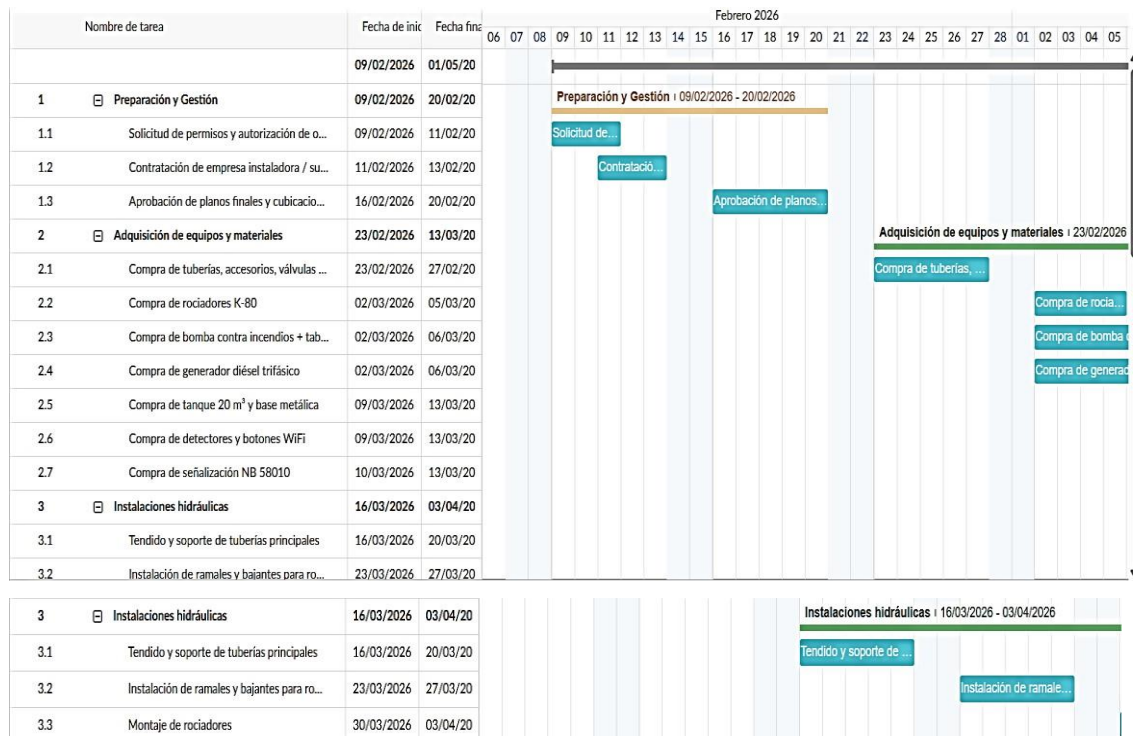 Febrero 2026
Nombre de tarea Fecha de inic Fecha fina
06 07 08 09 10 11 12 13 14 15 16 17 18 19 20 21 22 23 24 25 26 27 28 01 02 03 04 05
09/02/2026 01/05/20
1 Preparación y Gestión 09/02/2026 20/02/20 Preparación y Gestión 09/02/2026 - 20/02/2026
1.1 Solicitud de permisos y autorización de o... 09/02/2026 11/02/20 Solicitud de...
1.2 Contratación de empresa instaladora / su... 11/02/2026 13/02/20 Contratació...
1.3 Aprobación de planos finales y cubicacio... 16/02/2026 20/02/20 Aprobación de planos...
2 Adquisición de equipos y materiales 23/02/2026 13/03/20 Adquisición de equipos y materiales 23/02/2026
2.1 Compra de tuberías, accesorios, válvulas ... 23/02/2026 27/02/20 Compra de tuberías, ...
2.2 Compra de rociadores K-80 02/03/2026 05/03/20 Compra de rocia...
2.3 Compra de bomba contra incendios + tab... 02/03/2026 06/03/20 Compra de bomba
2.4 Compra de generador diésel trifásico 02/03/2026 06/03/20 Compra de generad
2.5 Compra de tanque 20 m³ y base metálica 09/03/2026 13/03/20
2.6 Compra de detectores y botones WiFi 09/03/2026 13/03/20
2.7 Compra de señalización NB 58010 10/03/2026 13/03/20
3 Instalaciones hidráulicas 16/03/2026 03/04/20
3.1 Tendido y soporte de tuberías principales 16/03/2026 20/03/20
3.2 Instalación de ramales y bajantes para ro... 23/03/2026 27/03/20
3 Instalaciones hidráulicas 16/03/2026 03/04/20 Instalaciones hidráulicas 16/03/2026 - 03/04/2026
3.1 Tendido y soporte de tuberías principales 16/03/2026 20/03/20 Tendido y soporte de ...
3.2 Instalación de ramales y bajantes para ro... 23/03/2026 27/03/20 Instalación de ramale...
3.3 Montaje de rociadores 30/03/2026 03/04/20